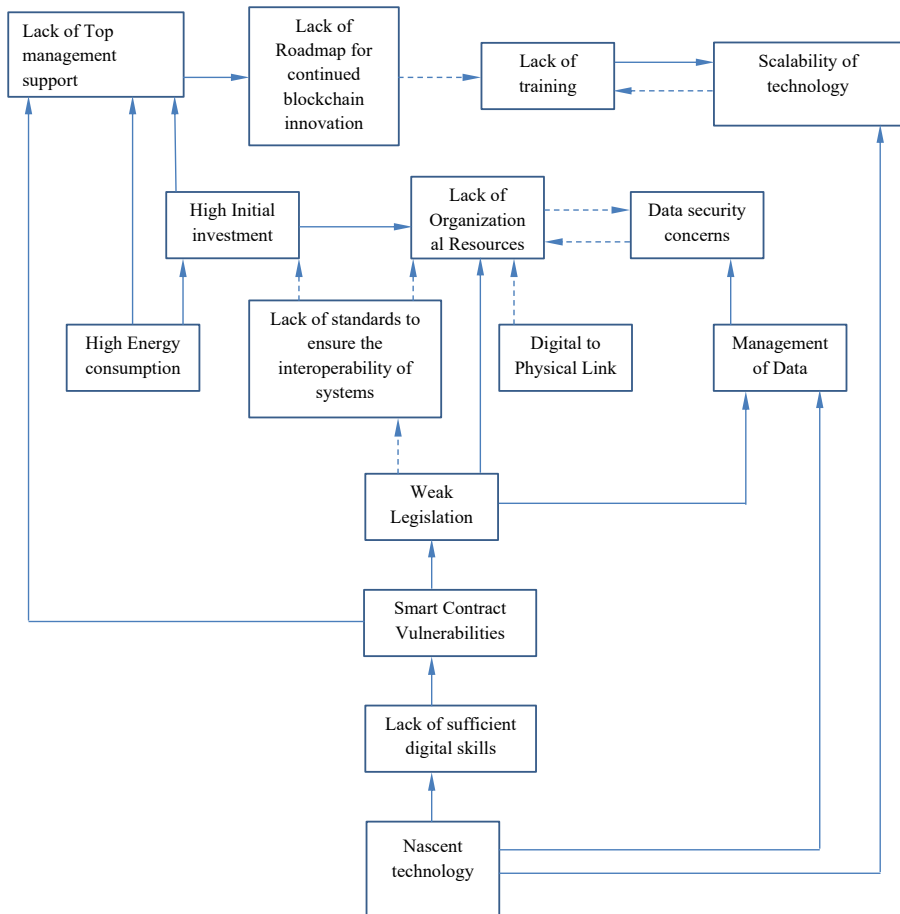 Lack of Top
management
support
Lack of
Roadmap for
continued
blockchain
innovation
Lack of
training
Scalability of
technology
High Initial
investment
Lack of
Organization
al Resources
Data security
concerns
High Energy
consumption
Lack of standards to
ensure the
interoperability of
systems
Digital to
Physical Link
Management
of Data
Weak
Legislation
Smart Contract
Vulnerabilities
Lack of sufficient
digital skills
Nascent
technology